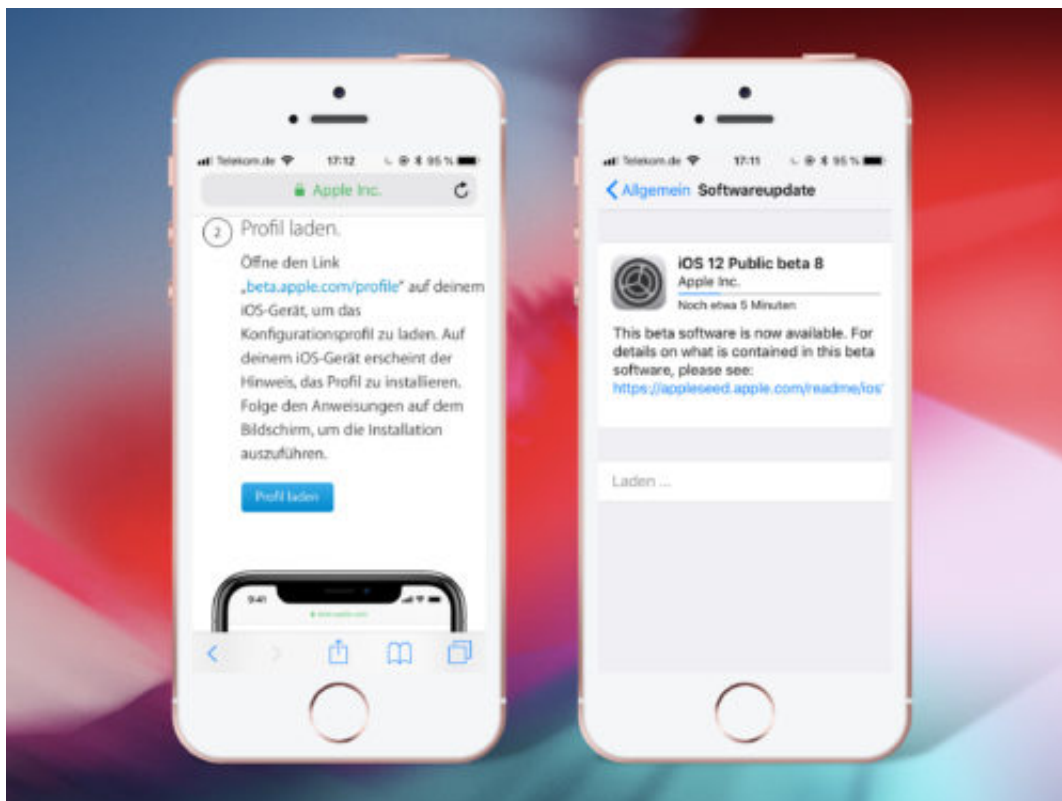 Telekom.de
17:12
95 %
Apple Inc.
2
Profil laden.
Öffne den Link
„beta.apple.com/profile“ auf deinem
iOS-Gerät, um das
Konfigurationsprofil zu laden. Auf
deinem iOS-Gerät erscheint der
Hinweis, das Profil zu installieren.
Folge den Anweisungen auf dem
Bildschirm, um die Installation
auszuführen.
Profil laden
9:41
Telekom.de
17:11
95 %
Allgemein Softwareupdate
iOS 12 Public beta 8
Apple Inc.
Noch etwa 5 Minuten
This beta software is now available. For
details on what is contained in this beta
software, please see:
https://appleseed.apple.com/readme/ios
Laden ...